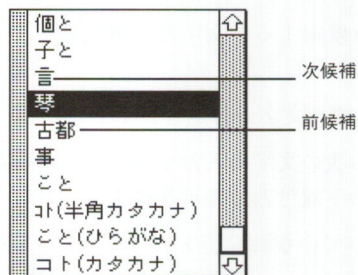 個と
子と
言
次候補
琴
古都
前候補
事
こと
コト(半角カタカナ)
こと(ひらがな)
コト(カタカナ)